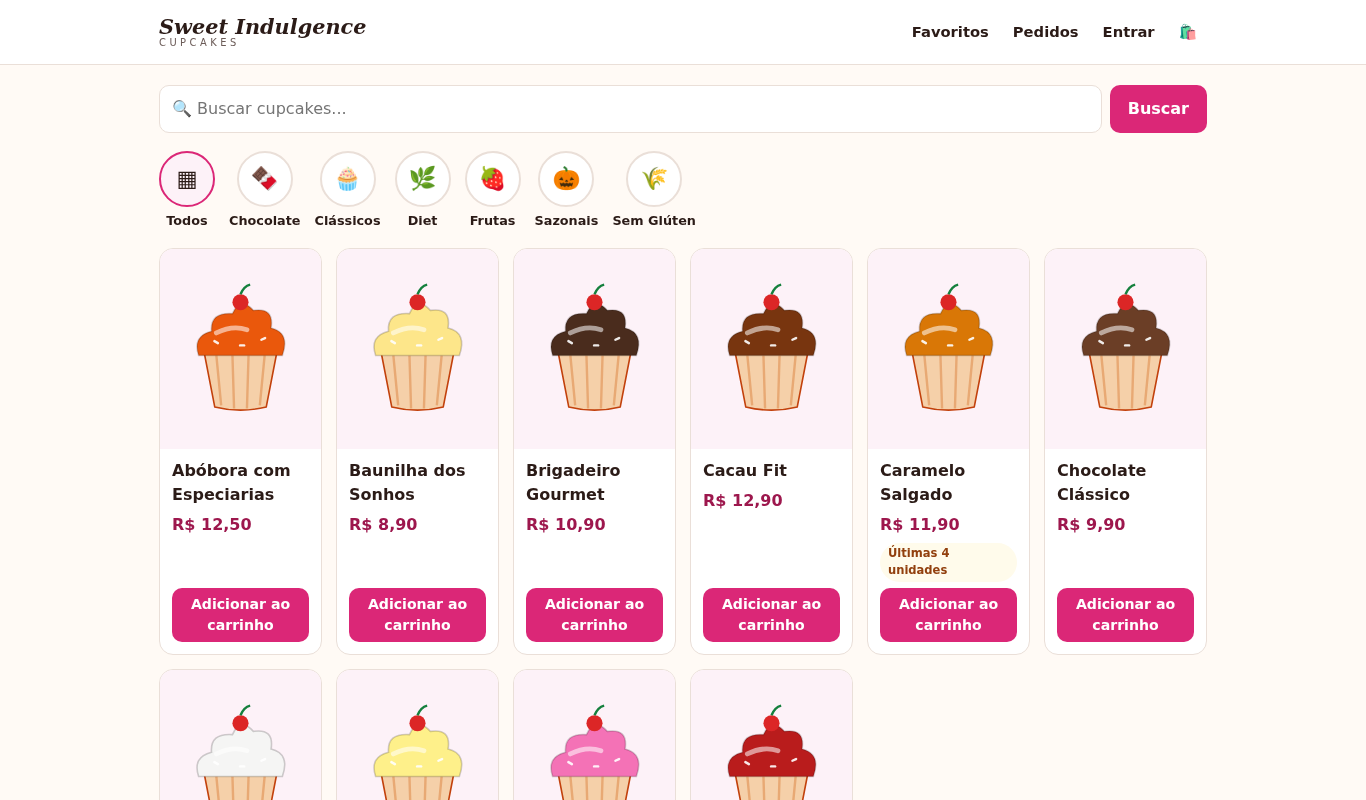 Sweet Indulgence
CUPCAKES
Favoritos
Pedidos
Entrar
Buscar cupcakes...
Buscar
Todos
Chocolate
Clássicos
Diet
Frutas
Sazonais
Sem Glúten
Abóbora com
Especiarias
R$ 12,50
Adicionar ao
carrinho
Baunilha dos
Sonhos
R$ 8,90
Adicionar ao
carrinho
Brigadeiro
Gourmet
R$ 10,90
Adicionar ao
carrinho
Cacau Fit
R$ 12,90
Adicionar ao
carrinho
Caramelo
Salgado
R$ 11,90
Últimas 4
unidades
Adicionar ao
carrinho
Chocolate
Clássico
R$ 9,90
Adicionar ao
carrinho